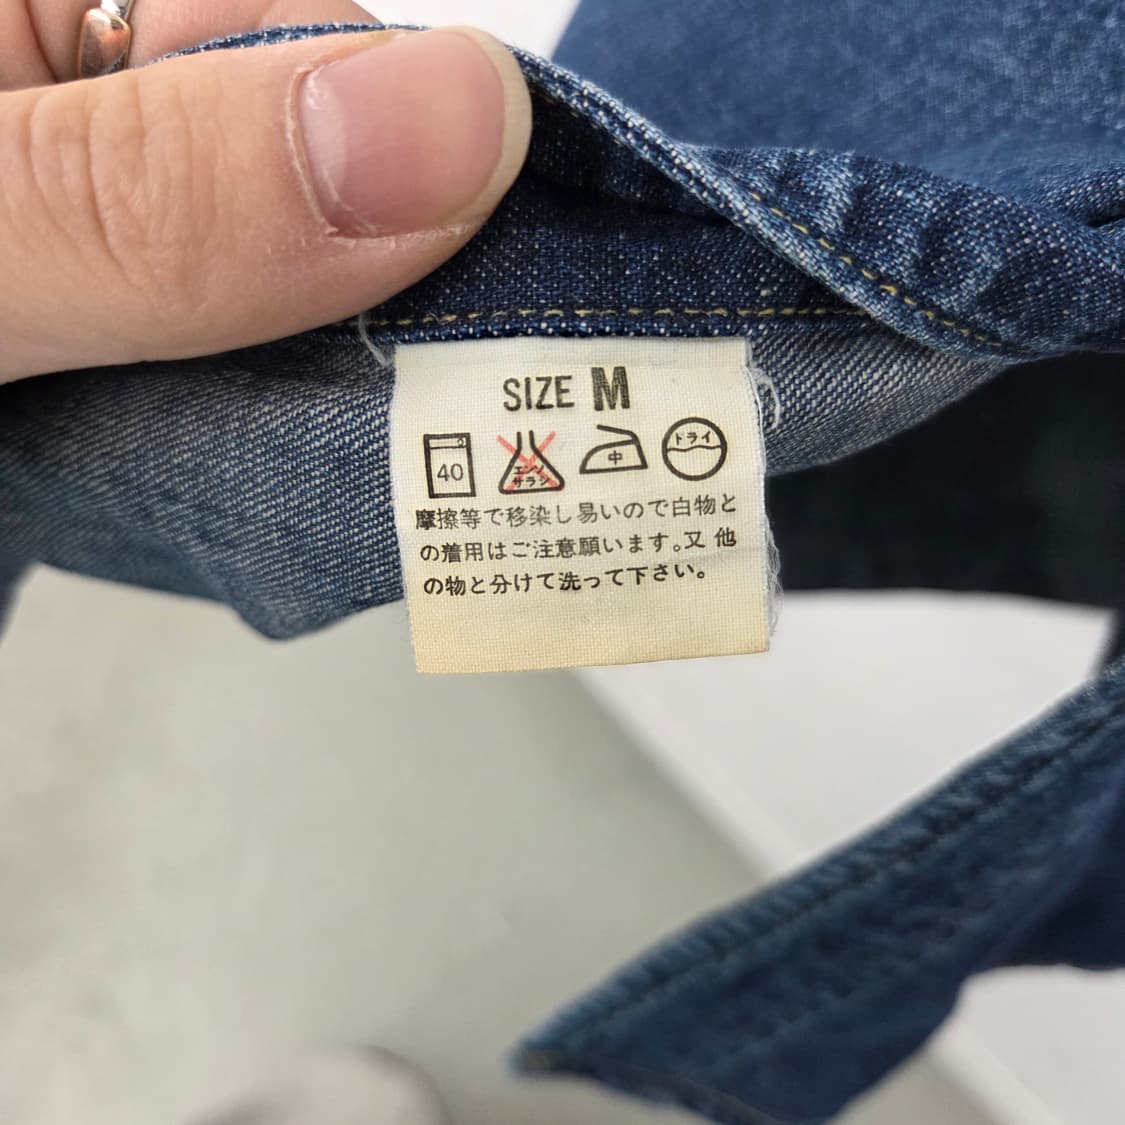 SIZE M
40 エンソ サラシ 中 ドライ
摩擦等で移染し易いので白物と
の着用はご注意願います。又 他
の物と分けて洗って下さい。